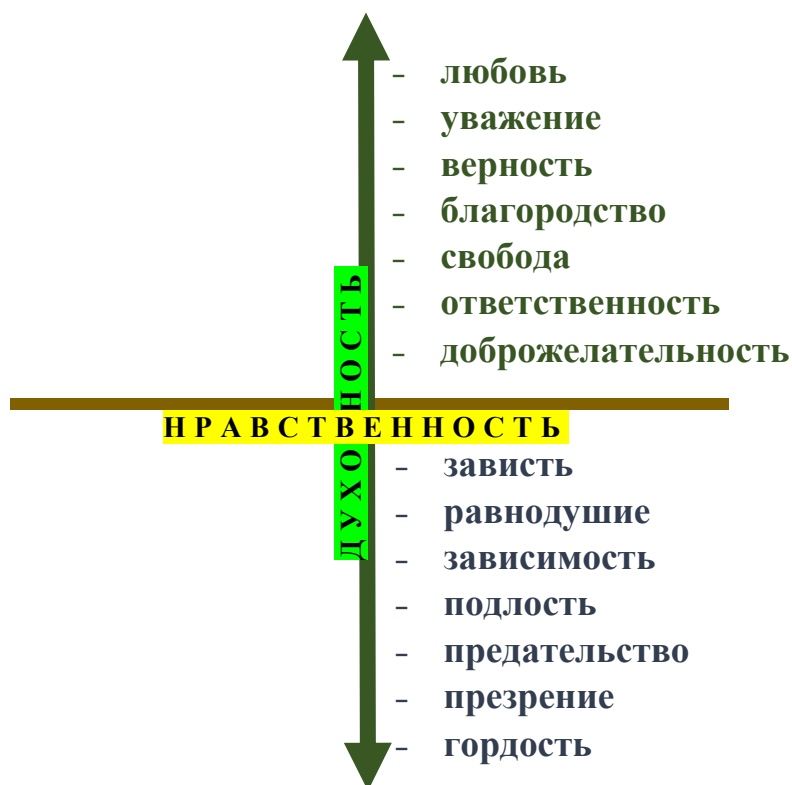 - любовь
- уважение
- верность
- благородство
- свобода
- ответственность
- доброжелательность
ДУХОВНОСТЬ
НРАВСТВЕННОСТЬ
- зависть
- равнодушие
- зависимость
- подлость
- предательство
- презрение
- гордость